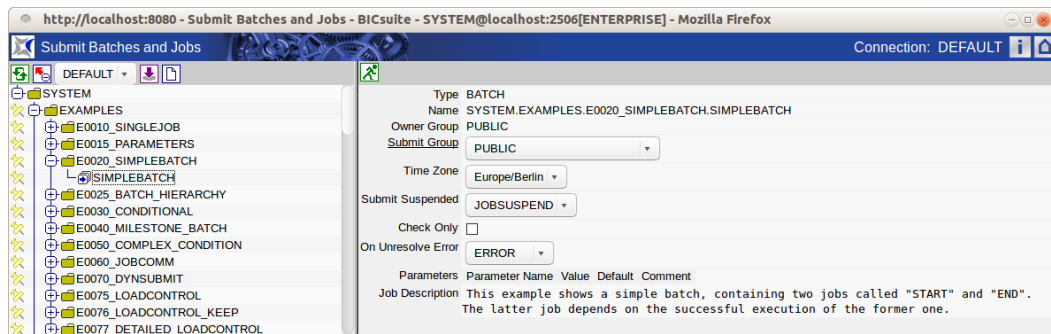 http://localhost:8080 - Submit Batches and Jobs - BICsuite - SYSTEM@localhost:2506[ENTERPRISE] - Mozilla Firefox
Submit Batches and Jobs
Connection: DEFAULT
DEFAULT
SYSTEM
EXAMPLES
E0010_SINGLEJOB
E0015_PARAMETERS
E0020_SIMPLEBATCH
SIMPLEBATCH
E0025_BATCH_HIERARCHY
E0030_CONDITIONAL
E0040_MILESTONE_BATCH
E0050_COMPLEX_CONDITION
E0060_JOBCOMM
E0070_DYNSUBMIT
E0075_LOADCONTROL
E0076_LOADCONTROL_KEEP
E0077_DETAILED_LOADCONTROL
Type BATCH
Name SYSTEM.EXAMPLES.E0020_SIMPLEBATCH.SIMPLEBATCH
Owner Group PUBLIC
Submit Group PUBLIC
Time Zone Europe/Berlin
Submit Suspended JOBSUSPEND
Check Only
On Unresolve Error ERROR
Parameters Parameter Name Value Default Comment
Job Description This example shows a simple batch, containing two jobs called "START" and "END".
The latter job depends on the successful execution of the former one.